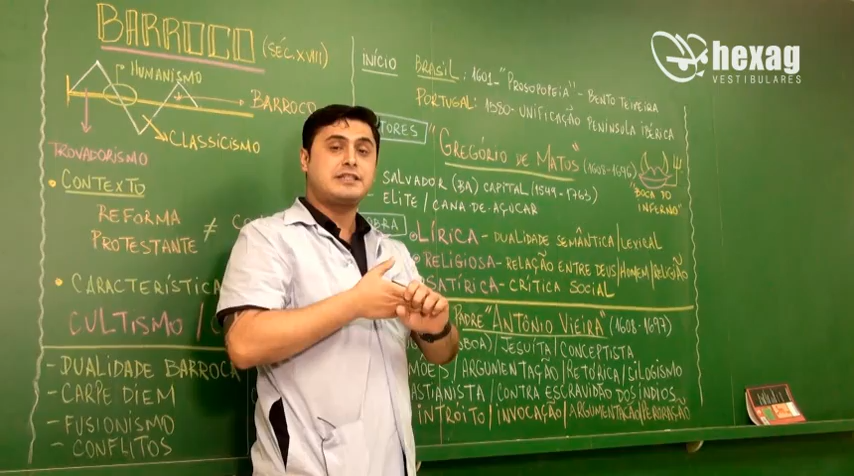 BARROCO (SÉC. XVIII)
HUMANISMO
BARROCO
CLASSICISMO
TROVADORISMO
• CONTEXTO
REFORMA
PROTESTANTE ≠
• CARACTERÍSTICA
CULTISMO /
- DUALIDADE BARROCA
- CARPE DIEM
- FUSIONISMO
- CONFLITOS
INÍCIO
BRASIL: 1601 - "PROSOPOPEIA" - BENTO TEIXEIRA
PORTUGAL: 1580 - UNIFICAÇÃO PENÍNSULA IBÉRICA
"GREGÓRIO DE MATOS" (1608-1696)
"BOCA DO
INFERNO"
SALVADOR (BA) CAPITAL (1549-1763)
- ELITE / CANA-DE-AÇÚCAR
LÍRICA - DUALIDADE SEMÂNTICA / LEXICAL
RELIGIOSA - RELAÇÃO ENTRE DEUS / HOMEM / RELIGIÃO
SATÍRICA - CRÍTICA SOCIAL
PADRE "ANTÔNIO VIEIRA" (1608-1697)
/ JESUÍTA / CONCEPTISTA
/ ARGUMENTAÇÃO / RETÓRICA / SILOGISMO
/ CONTRA ESCRAVIDÃO DOS ÍNDIOS
INTRÓITO / INVOCAÇÃO / ARGUMENTAÇÃO / PERORAÇÃO
hexag
VESTIBULARES